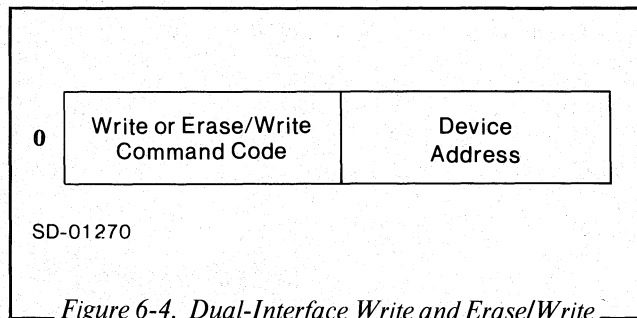 0
Write or Erase/Write
Command Code
Device
Address
SD-01270
Figure 6-4. Dual-Interface Write and Erase/Write